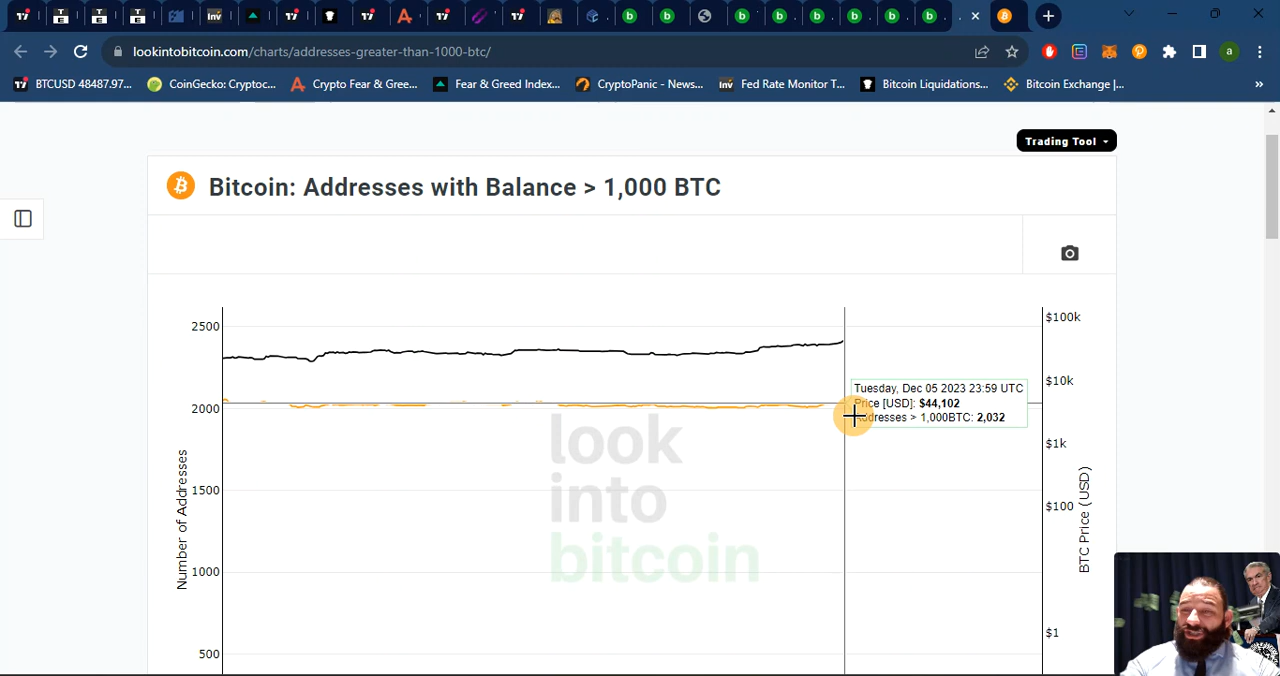 lookintobitcoin.com/charts/addresses-greater-than-1000-btc/
BTCUSD 48487.97...
CoinGecko: Cryptoc...
Crypto Fear & Gree...
Fear & Greed Index...
CryptoPanic - News...
Fed Rate Monitor T...
Bitcoin Liquidations...
Bitcoin Exchange |...
Trading Tool
Bitcoin: Addresses with Balance > 1,000 BTC
2500
2000
1500
1000
500
Number of Addresses
$100k
$10k
$1k
$100
$1
BTC Price (USD)
Tuesday, Dec 05 2023 23:59 UTC
Price [USD]: $44,102
Addresses > 1,000BTC: 2,032
look
into
bitcoin